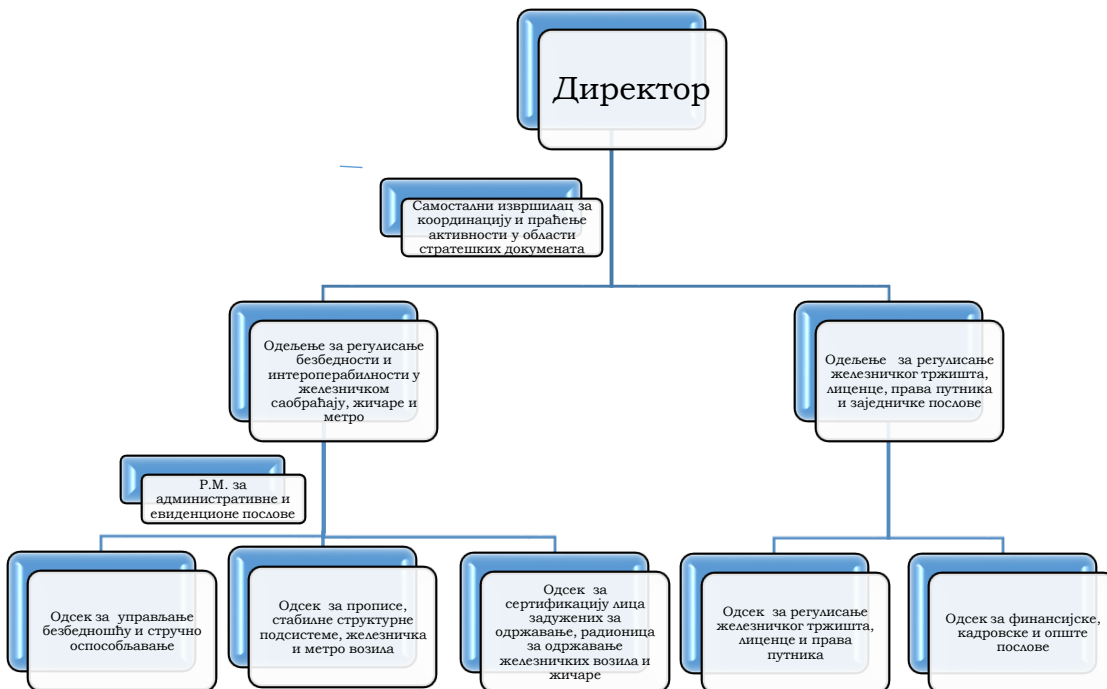 Директор
Самостални извршилац за
координацију и праћење
активности у области
стратешких докумената
Одељење за регулисање
безбедности и
интероперабилности у
железничком
саобраћају, жичаре и
метро
Одељење за регулисање
железничког тржишта,
лиценце, права путника
и заједничке послове
Р.М. за
административне и
евиденционе послове
Одсек за управљање
безбедношћу и стручно
оспособљавање
Одсек за прописе,
стабилне структурне
подсистеме, железничка
и метро возила
Одсек за
сертификацију лица
задужених за
одржавање, радионица
за одржавање
железничких возила и
жичаре
Одсек за регулисање
железничког тржишта,
лиценце и права
путника
Одсек за финансијске,
кадровске и опште
послове